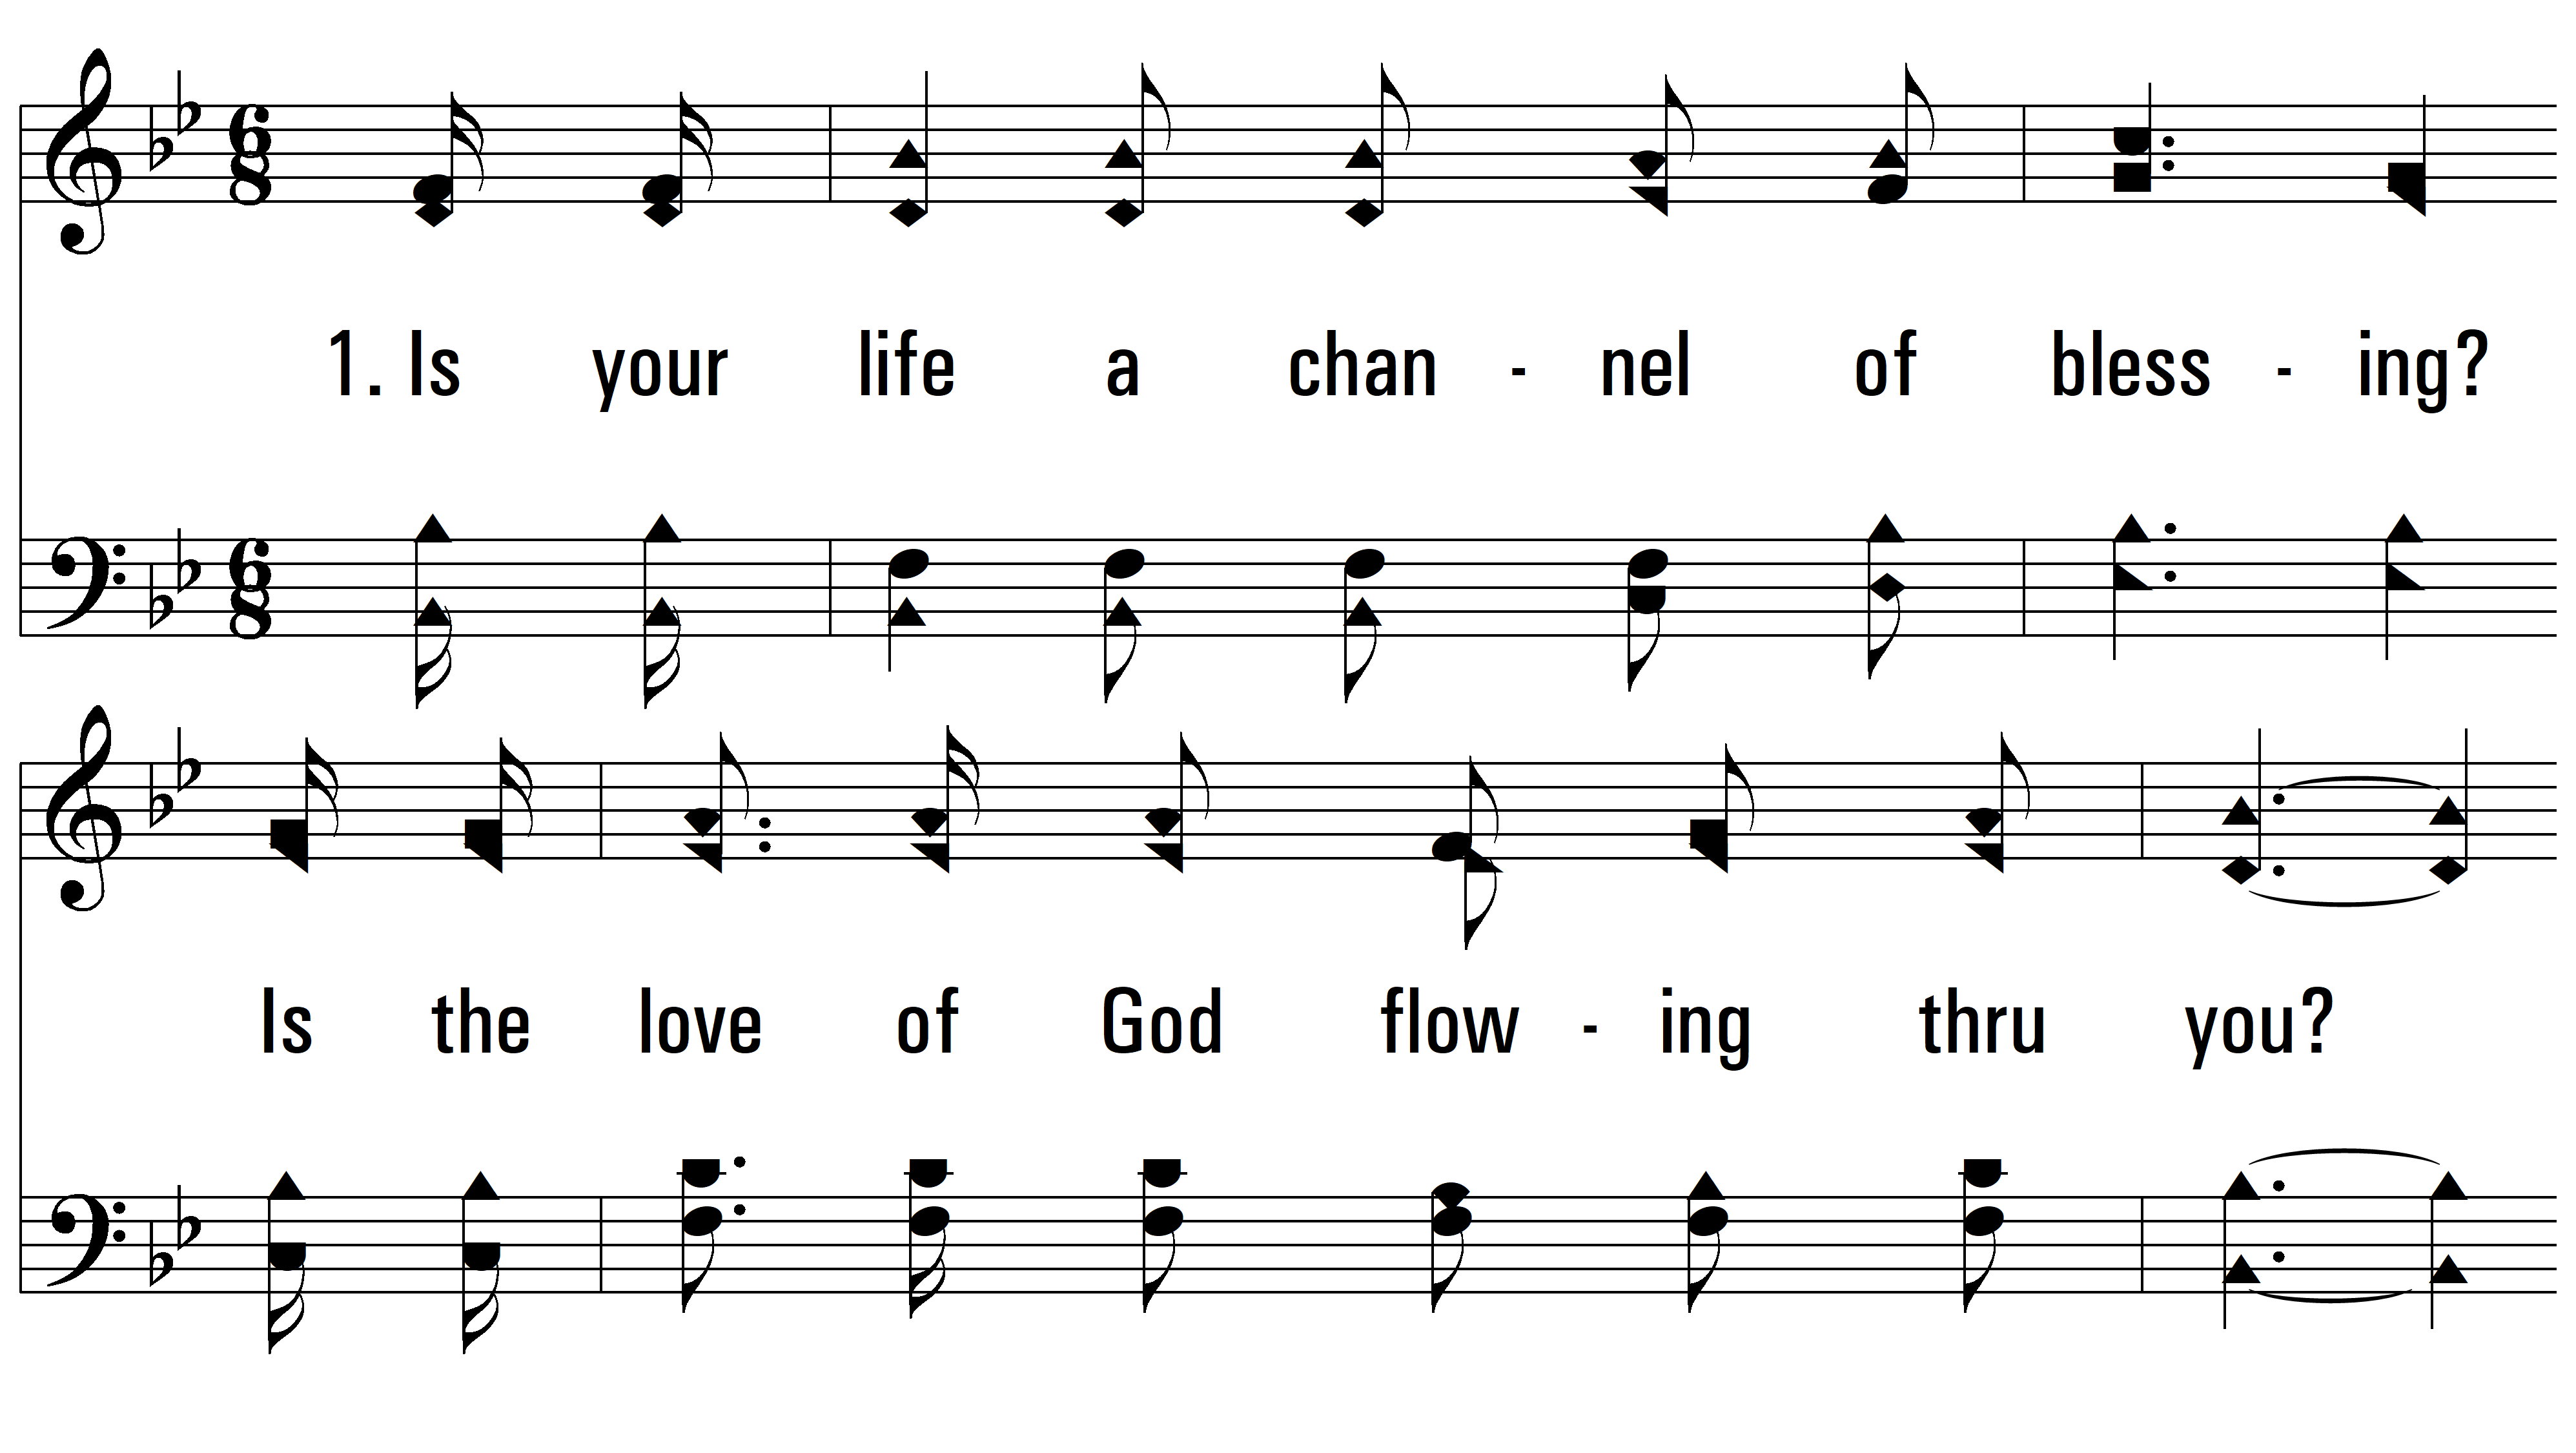 1. Is your life a chan - nel of bless - ing?
Is the love of God flow - ing thru you?